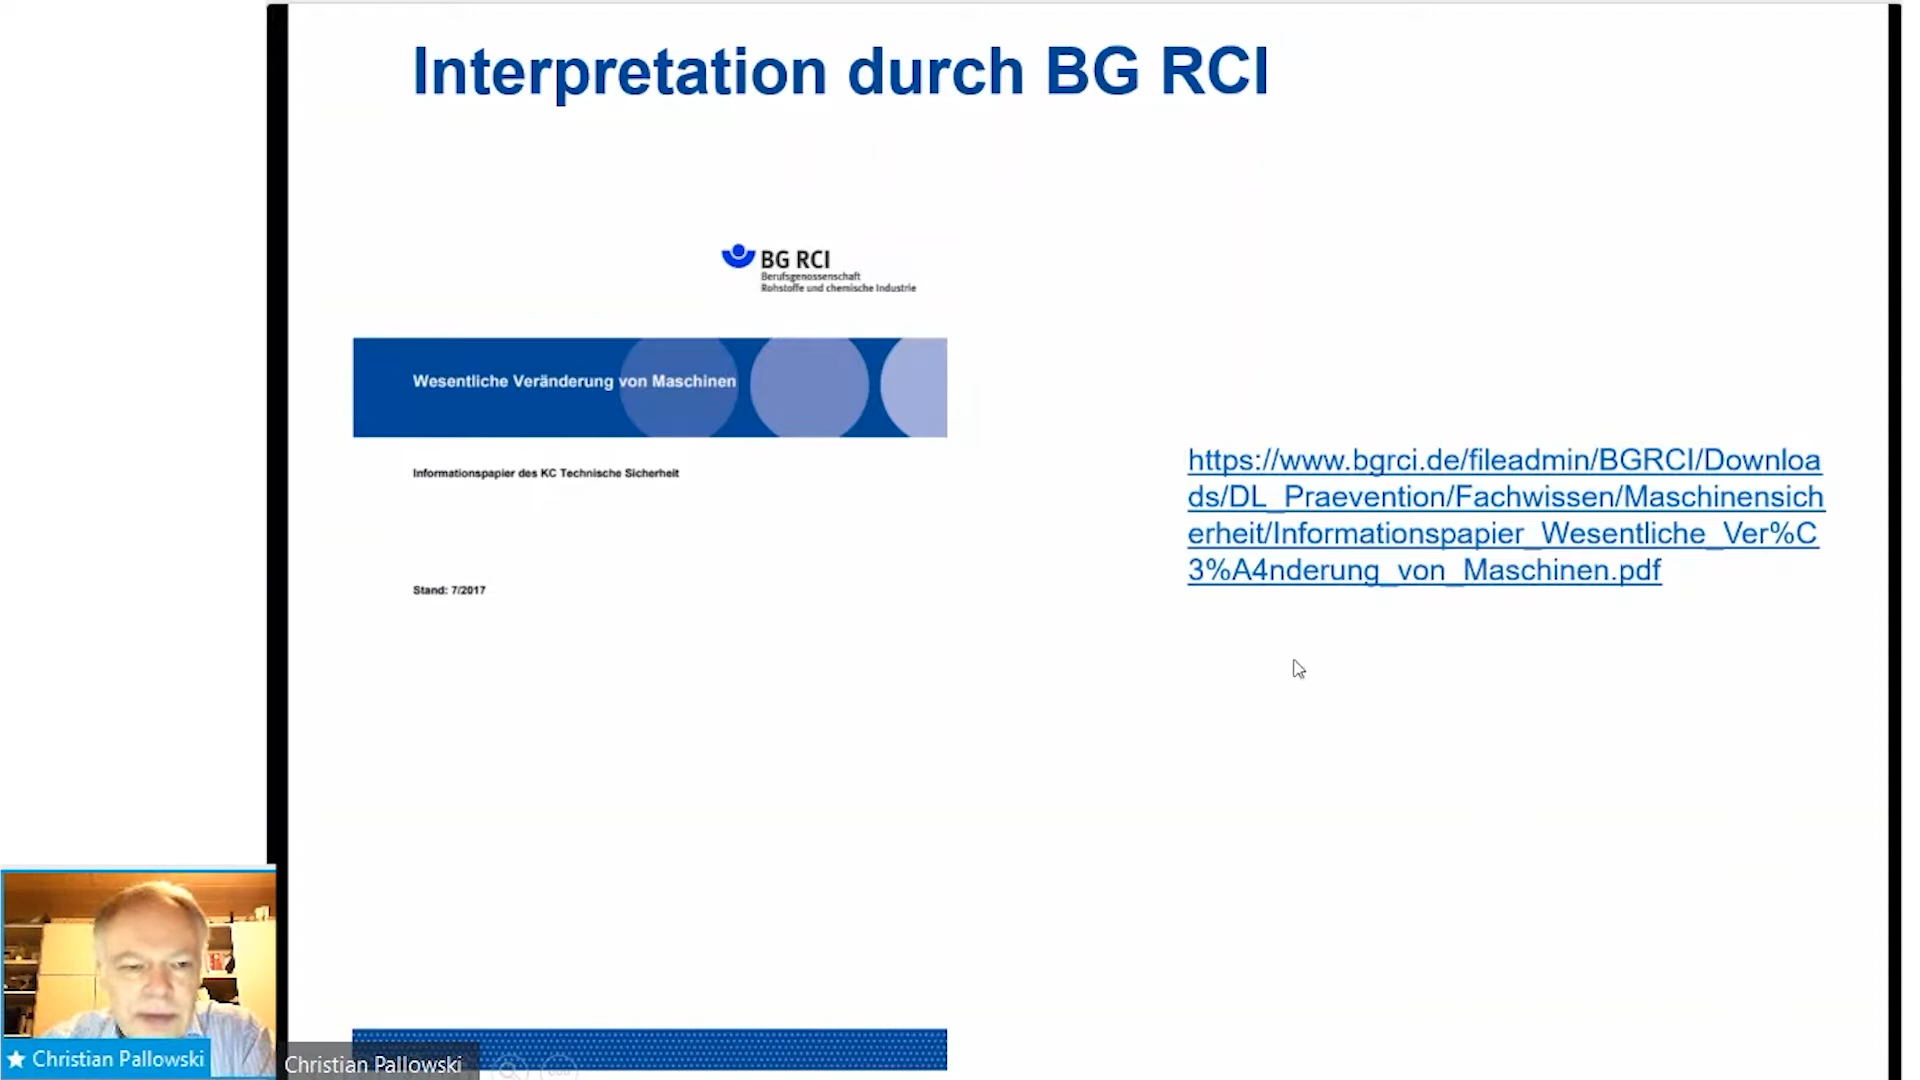 Interpretation durch BG RCI
BG RCI
Berufsgenossenschaft
Rohstoffe und chemische Industrie
Wesentliche Veränderung von Maschinen
Informationspapier des KC Technische Sicherheit
Stand: 7/2017
https://www.bgrci.de/fileadmin/BGRCI/Downloa
ds/DL_Praevention/Fachwissen/Maschinensich
erheit/Informationspapier_Wesentliche_Ver%C
3%A4nderung_von_Maschinen.pdf
Christian Pallowski
Christian Pallowski